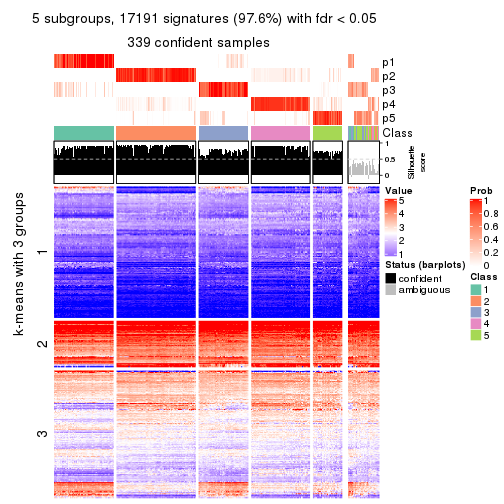 5 subgroups, 17191 signatures (97.6%) with fdr < 0.05
339 confident samples
p1
p2
p3
p4
p5
Class
1
0.5
0
Silhouette
score
k-means with 3 groups
1
2
3
Value
5
4
3
2
1
Status (barplots)
confident
ambiguous
Prob
1
0.8
0.6
0.4
0.2
0
Class
1
2
3
4
5